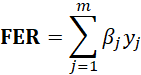 FER = ∑_{j=1}^{m} β_j y_j